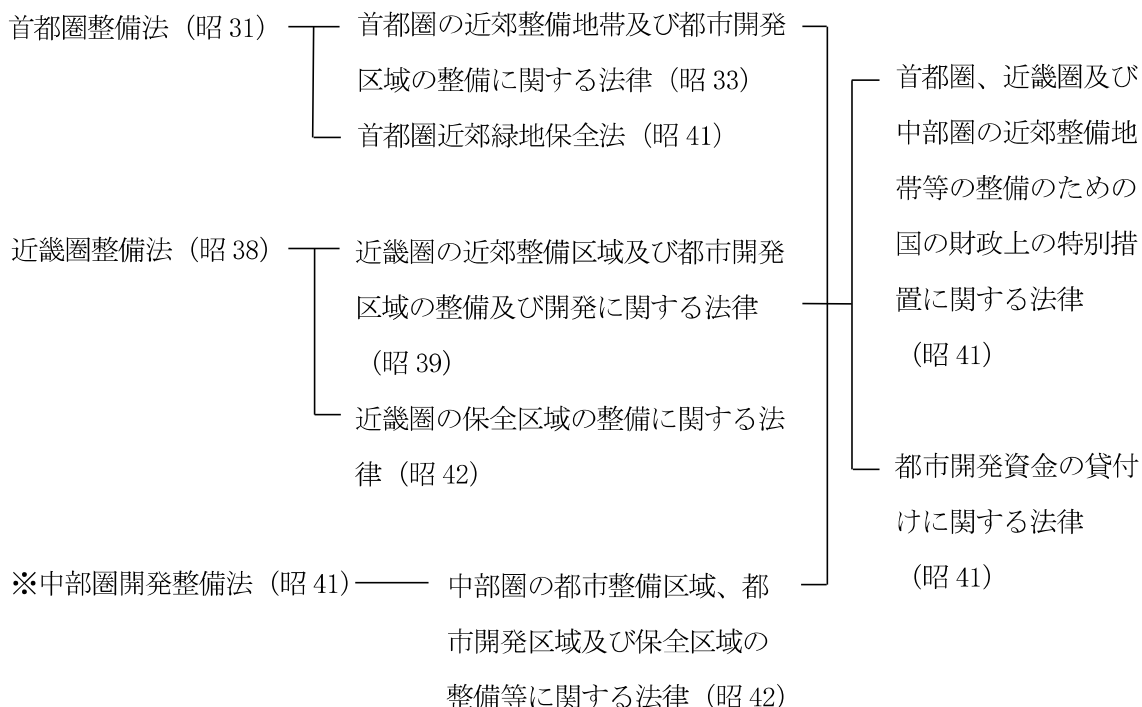 首都圏整備法（昭 31）
首都圏の近郊整備地帯及び都市開発
区域の整備に関する法律（昭 33）
首都圏近郊緑地保全法（昭 41）
近畿圏整備法（昭 38）
近畿圏の近郊整備区域及び都市開発
区域の整備及び開発に関する法律
（昭 39）
近畿圏の保全区域の整備に関する法
律（昭 42）
※中部圏開発整備法（昭 41）
中部圏の都市整備区域、都
市開発区域及び保全区域の
整備等に関する法律（昭 42）
首都圏、近畿圏及び
中部圏の近郊整備地
帯等の整備のための
国の財政上の特別措
置に関する法律
（昭 41）
都市開発資金の貸付
けに関する法律
（昭 41）